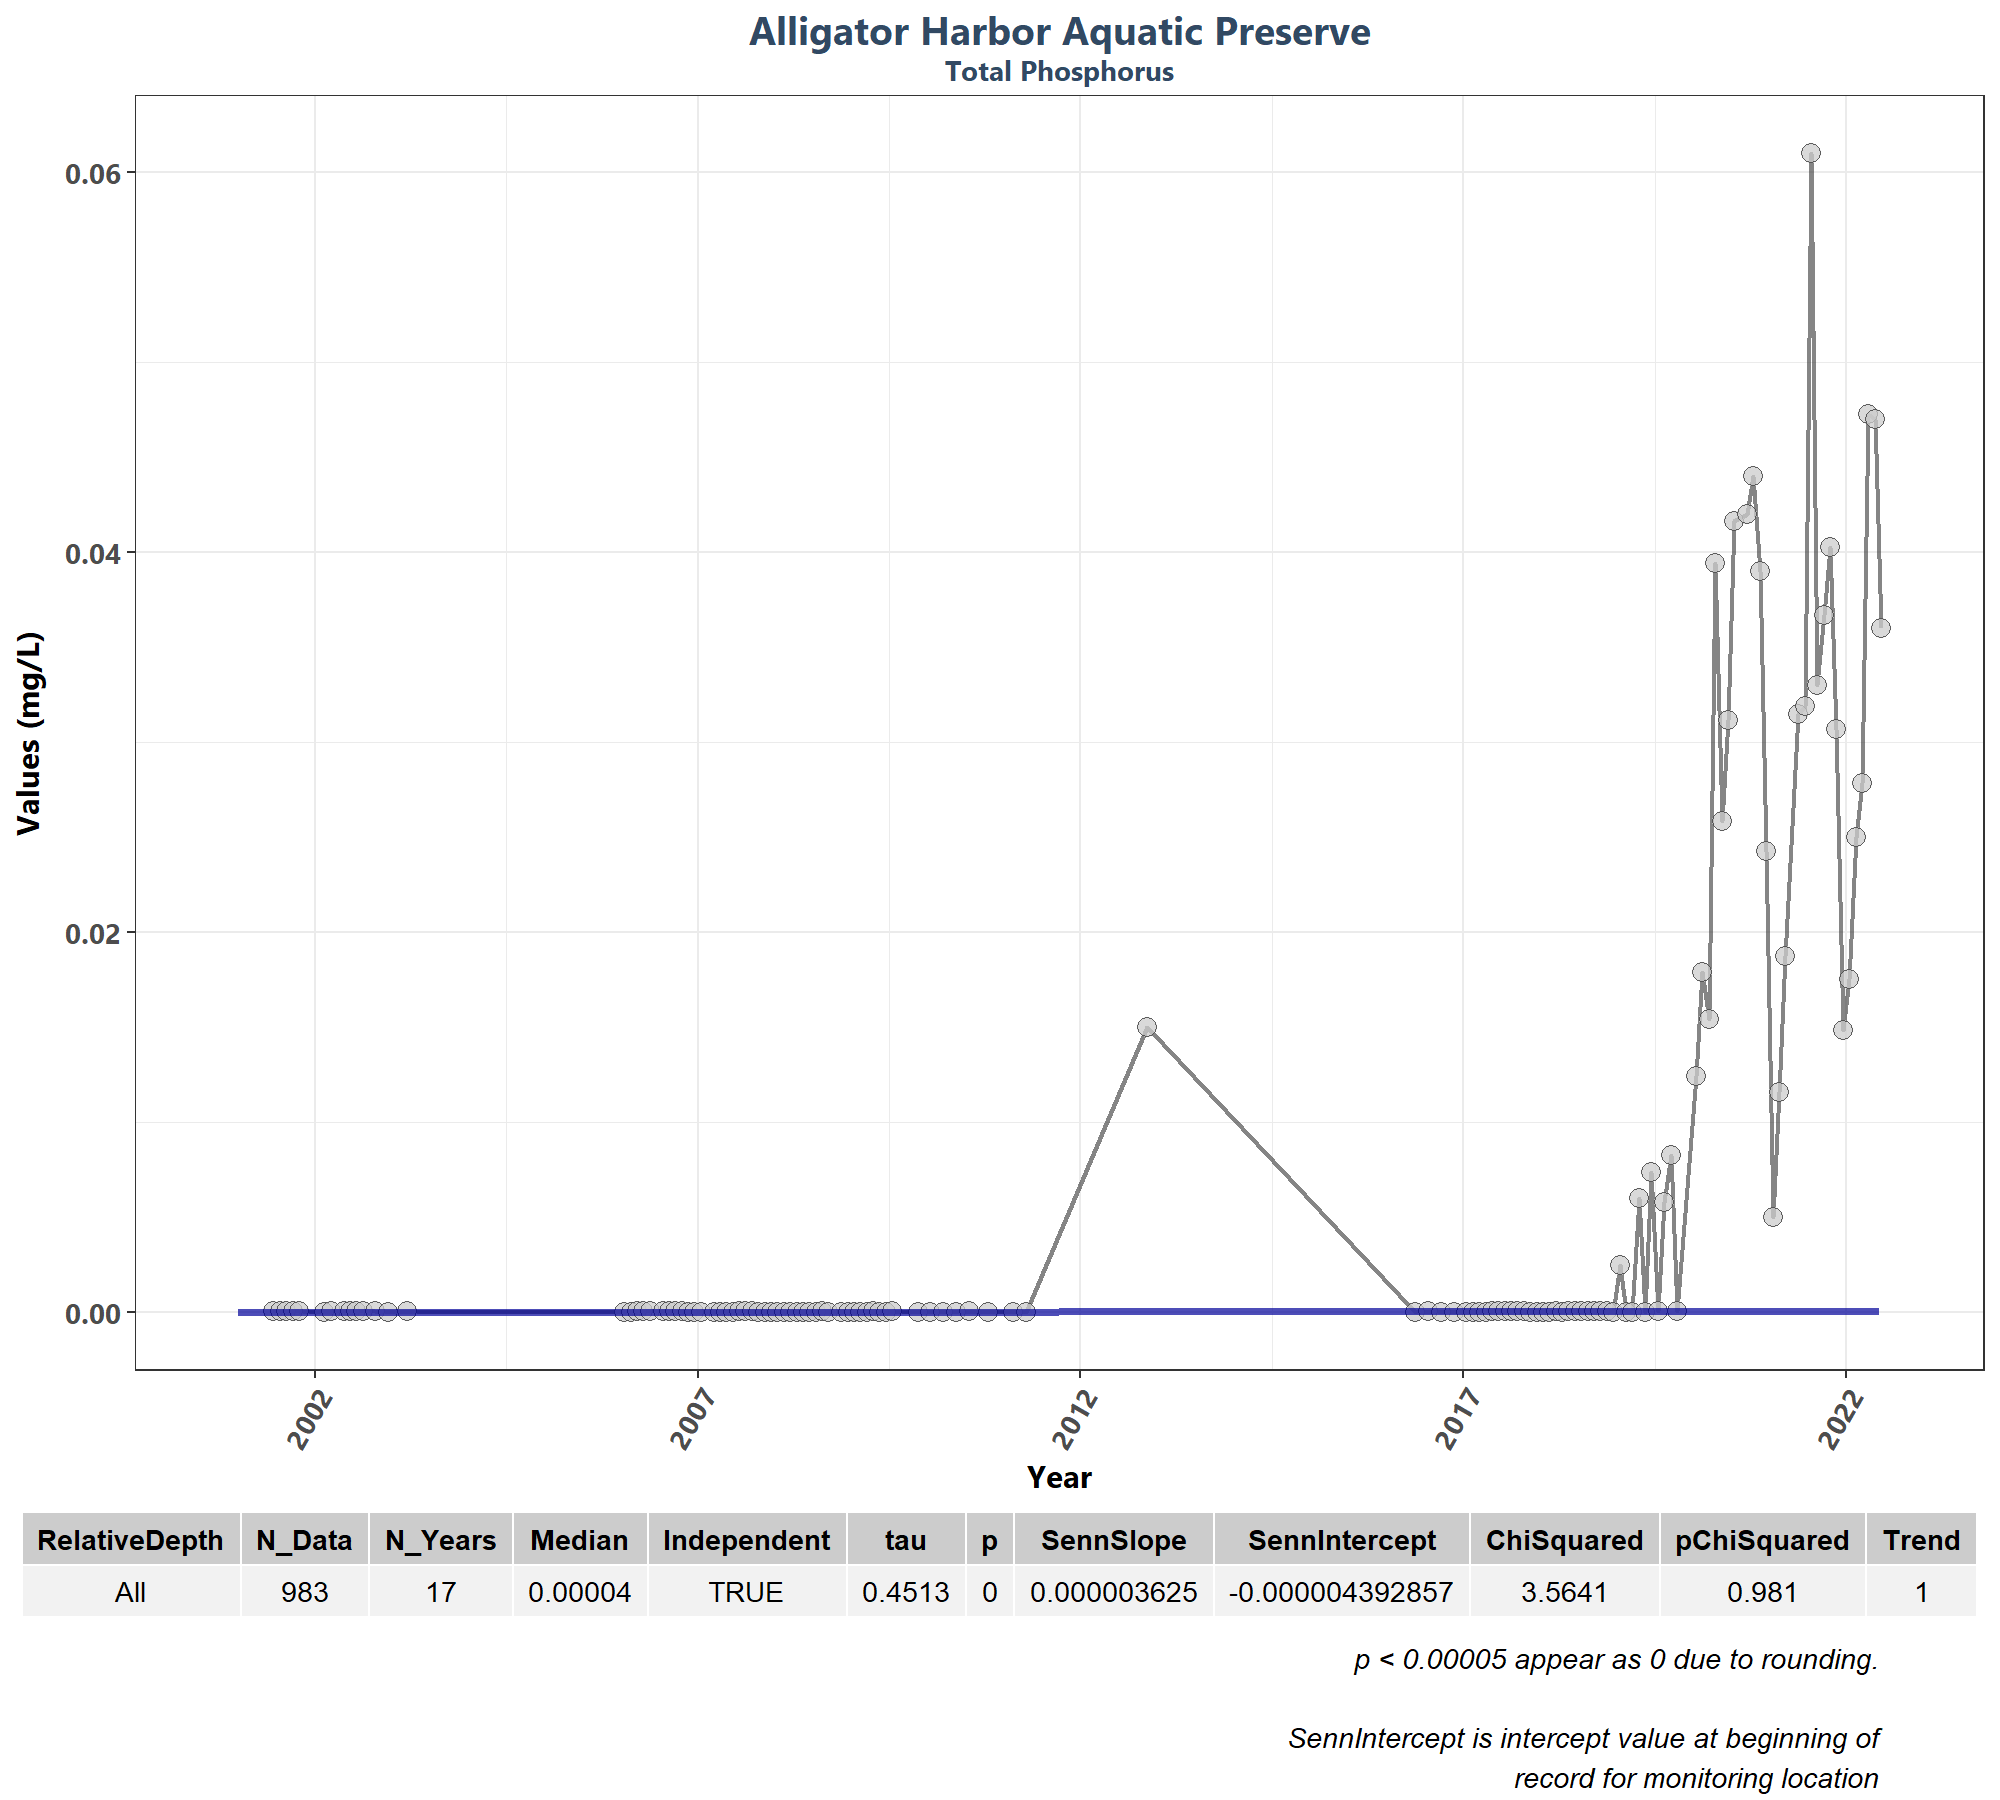 Alligator Harbor Aquatic Preserve
Total Phosphorus
0.06
0.04
0.02
0.00
Values (mg/L)
2002 2007 2012 2017 2022
Year
RelativeDepth N_Data N_Years Median Independent tau p SennSlope SennIntercept ChiSquared pChiSquared Trend
All 983 17 0.00004 TRUE 0.4513 0 0.000003625 -0.000004392857 3.5641 0.981 1
p < 0.00005 appear as 0 due to rounding.
SennIntercept is intercept value at beginning of
record for monitoring location